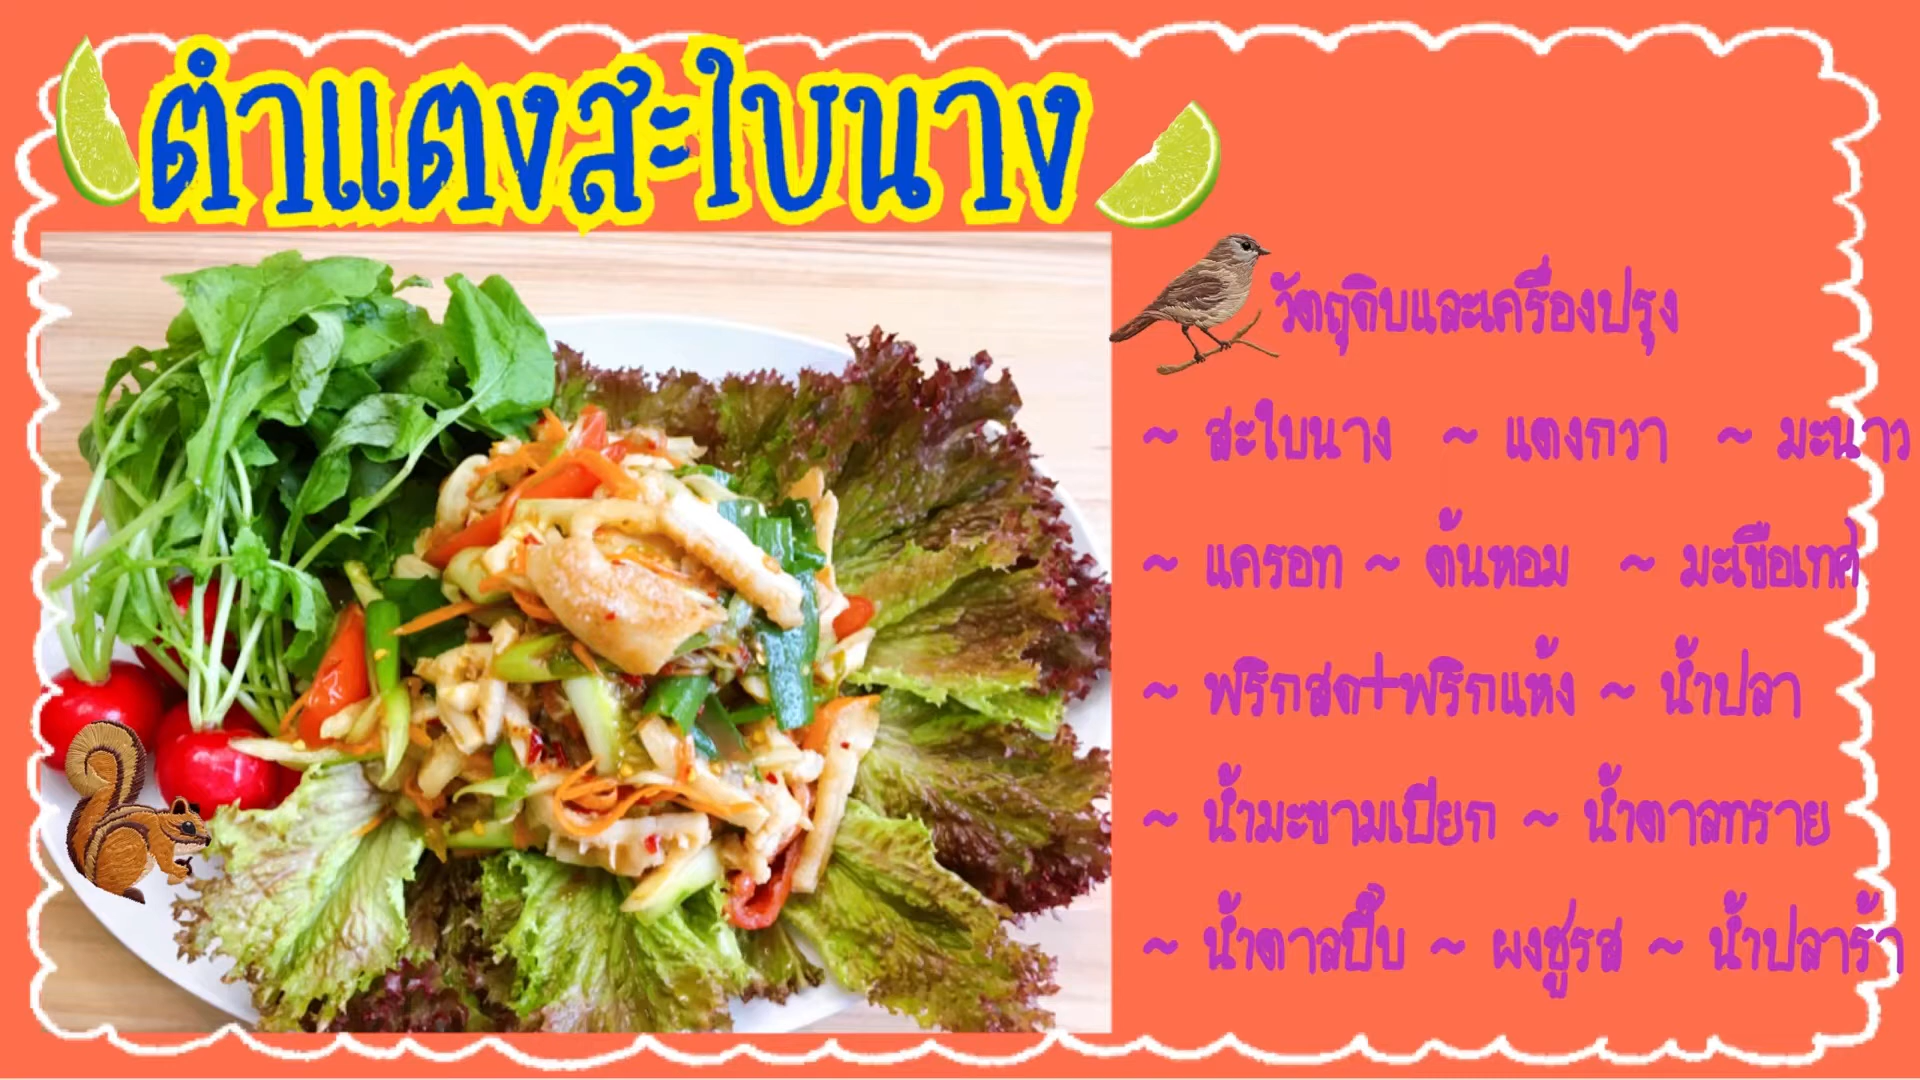 ตำแตงสะใบนาง
วัตถุดิบและเครื่องปรุง
~ สะใบนาง ~ แตงกวา ~ มะนาว
~ แครอท ~ ต้นหอม ~ มะเขือเทศ
~ พริกสด+พริกแห้ง ~ น้ำปลา
~ น้ำมะขามเปียก ~ น้ำตาลทราย
~ น้ำตาลปี๊บ ~ ผงชูรส ~ น้ำปลาร้า